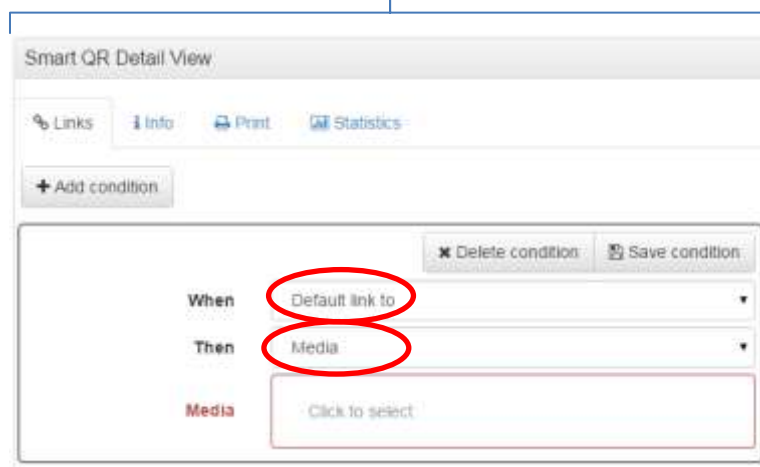 Smart QR Detail View
Links Info Print Statistics
Add condition
Delete condition Save condition
When Default link to
Then Media
Media Click to select